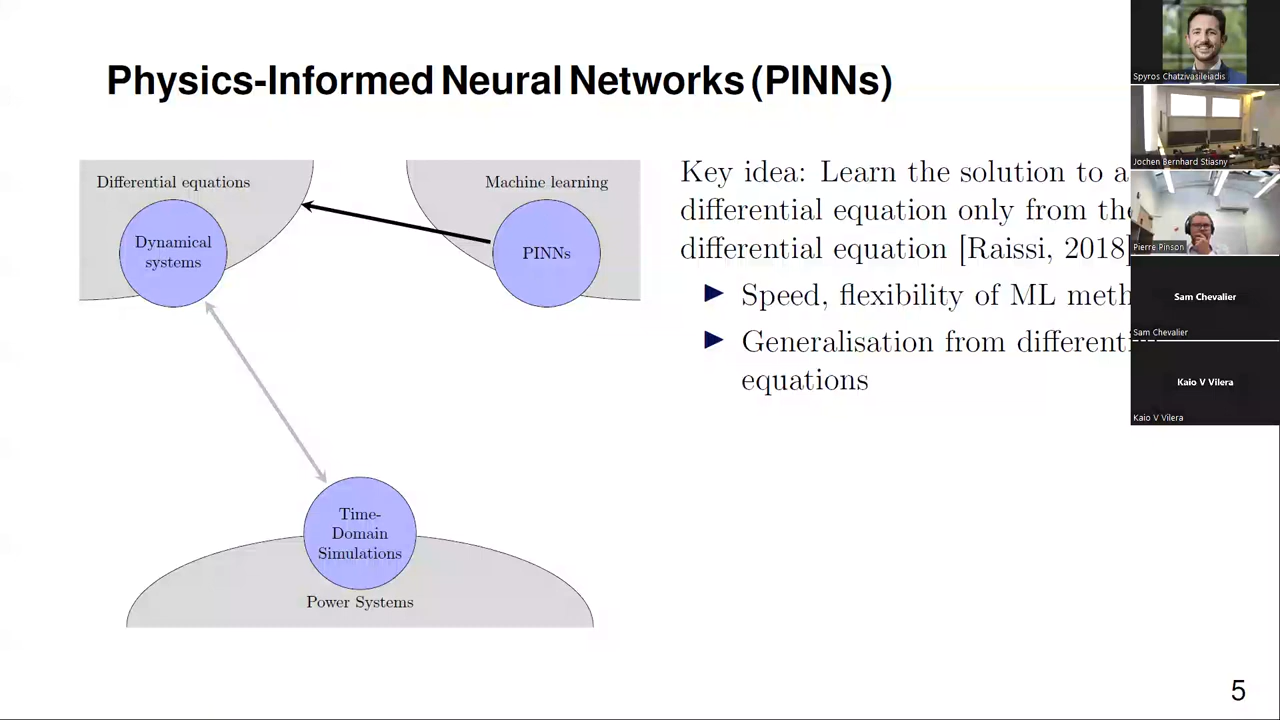 Physics-Informed Neural Networks (PINNs)
Differential equations
Dynamical
systems
Machine learning
PINNs
Time-
Domain
Simulations
Power Systems
Key idea: Learn the solution to a
differential equation only from the
differential equation [Raissi, 2018]
▶ Speed, flexibility of ML meth
▶ Generalisation from differenti
equations
5
Spyros Chatzivasileiadis
Jochen Bernhard Stiasny
Pierre Pinson
Sam Chevalier
Sam Chevalier
Kaio V Vilera
Kaio V Vilera